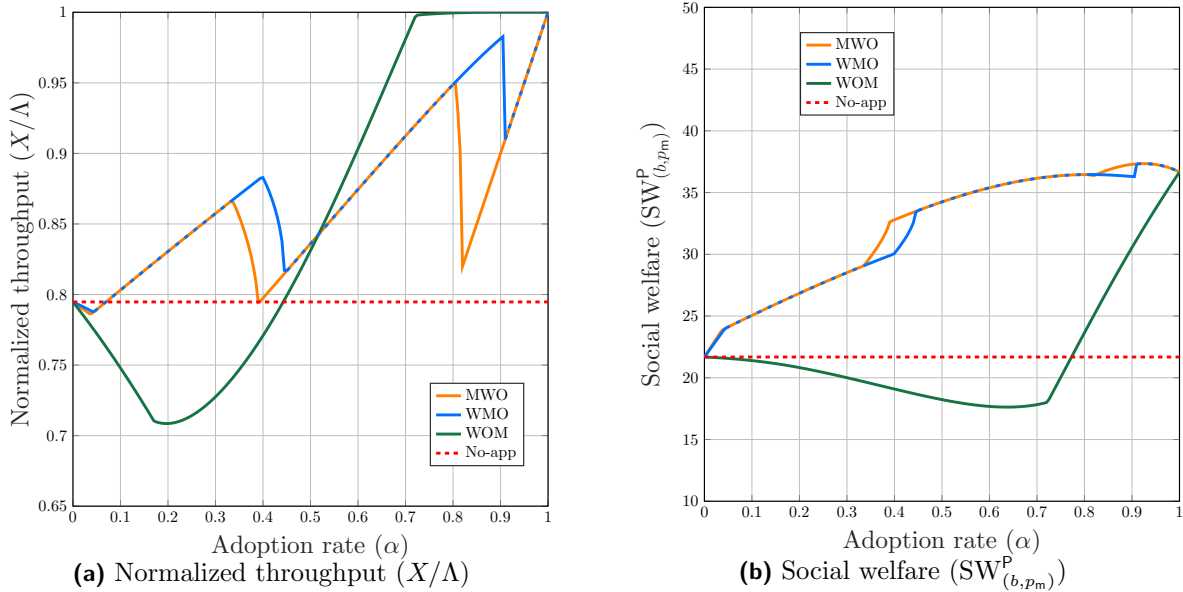 1
0.95
0.9
0.85
0.8
0.75
0.7
0.65
0 0.1 0.2 0.3 0.4 0.5 0.6 0.7 0.8 0.9 1
Normalized throughput (X/Λ)
Adoption rate (α)
MWO
WMO
WOM
No-app
(a) Normalized throughput (X/Λ)
50
45
40
35
30
25
20
15
10
0 0.1 0.2 0.3 0.4 0.5 0.6 0.7 0.8 0.9 1
Social welfare (SW^P_(b,p_m))
Adoption rate (α)
MWO
WMO
WOM
No-app
(b) Social welfare (SW^P_(b,p_m))